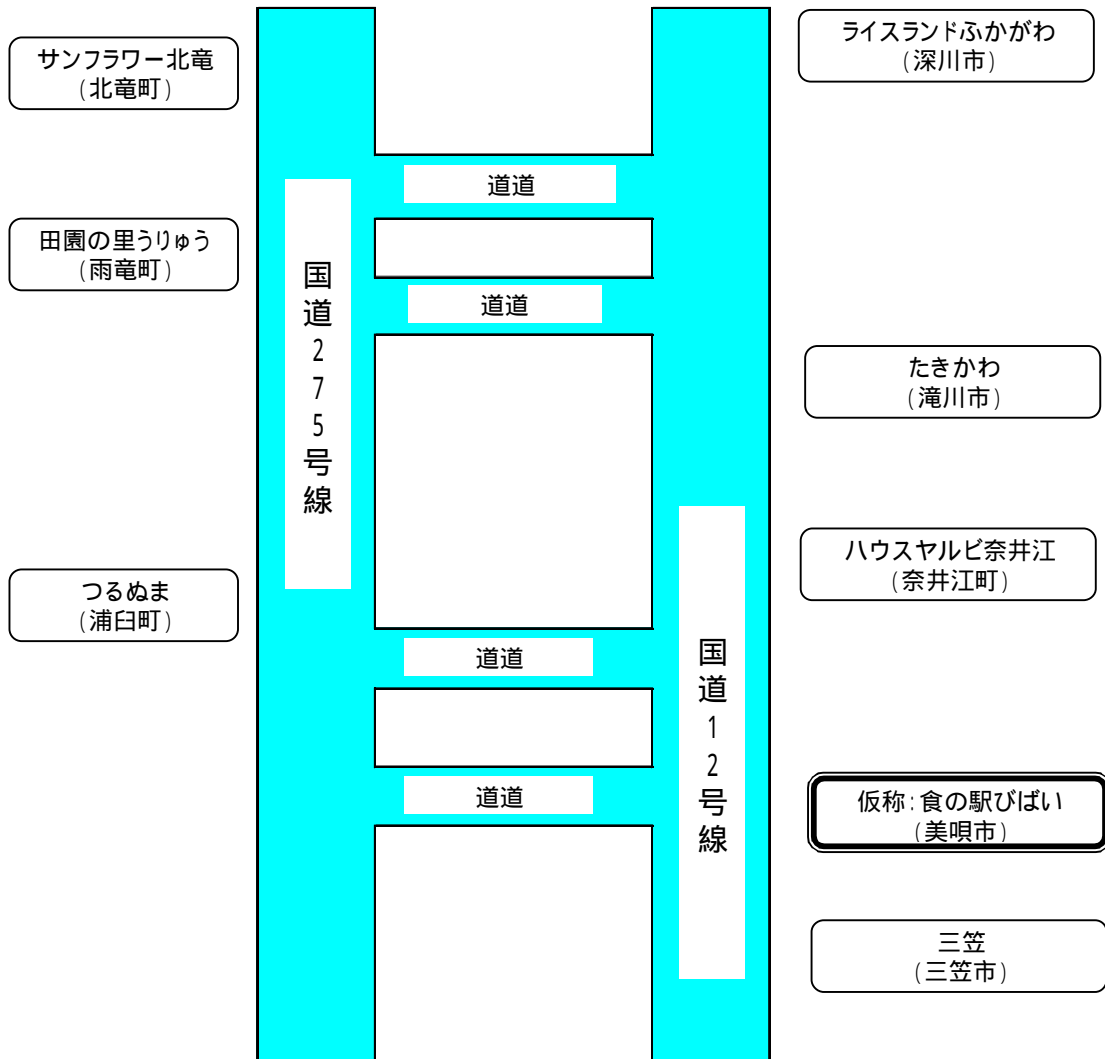 サンフラワー北竜
(北竜町)
ライスランドふかがわ
(深川市)
道道
田園の里うりゅう
(雨竜町)
道道
国道275号線
たきかわ
(滝川市)
ハウスヤルビ奈井江
(奈井江町)
つるぬま
(浦臼町)
道道
国道12号線
道道
仮称:食の駅びばい
(美唄市)
三笠
(三笠市)